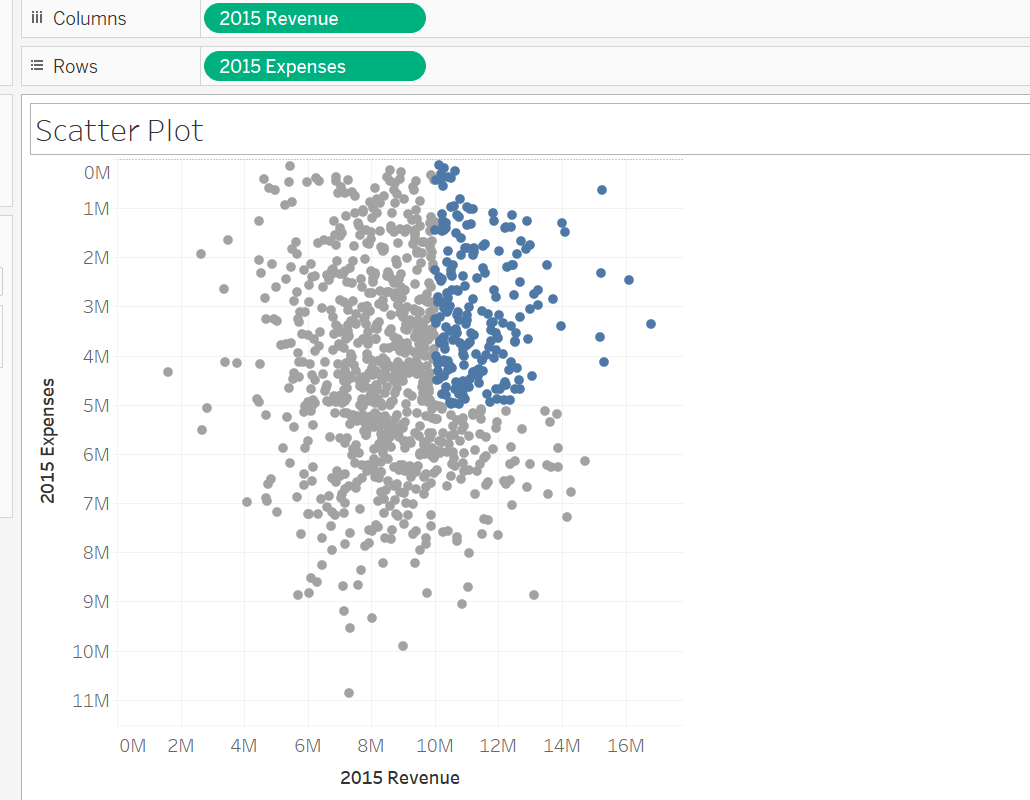 Columns
2015 Revenue
Rows
2015 Expenses
Scatter Plot
0M
1M
2M
3M
4M
5M
6M
7M
8M
9M
10M
11M
2015 Expenses
0M 2M 4M 6M 8M 10M 12M 14M 16M
2015 Revenue